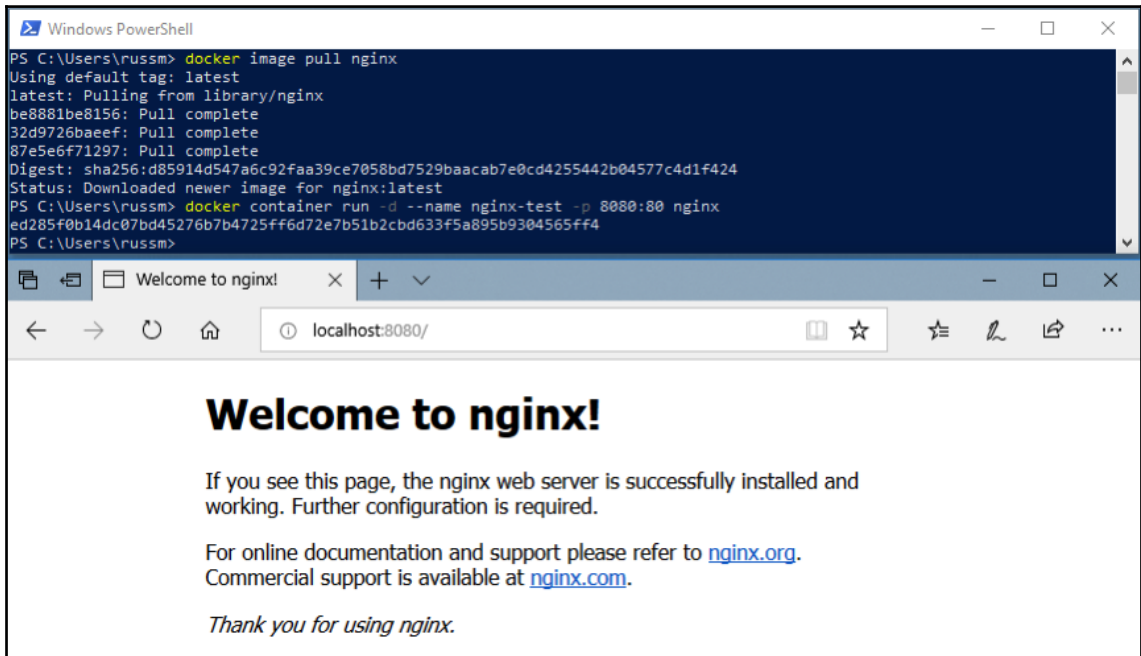 Windows PowerShell
PS C:\Users\russm> docker image pull nginx
Using default tag: latest
latest: Pulling from library/nginx
be8881be8156: Pull complete
32d9726baeef: Pull complete
87e5e6f71297: Pull complete
Digest: sha256:d85914d547a6c92faa39ce7058bd7529baacab7e0cd4255442b04577c4d1f424
Status: Downloaded newer image for nginx:latest
PS C:\Users\russm> docker container run -d --name nginx-test -p 8080:80 nginx
ed285f0b14dc07bd45276b7b4725ff6d72e7b51b2cbd633f5a895b9304565ff4
PS C:\Users\russm>
Welcome to nginx!
localhost:8080/
Welcome to nginx!
If you see this page, the nginx web server is successfully installed and
working. Further configuration is required.
For online documentation and support please refer to nginx.org.
Commercial support is available at nginx.com.
Thank you for using nginx.